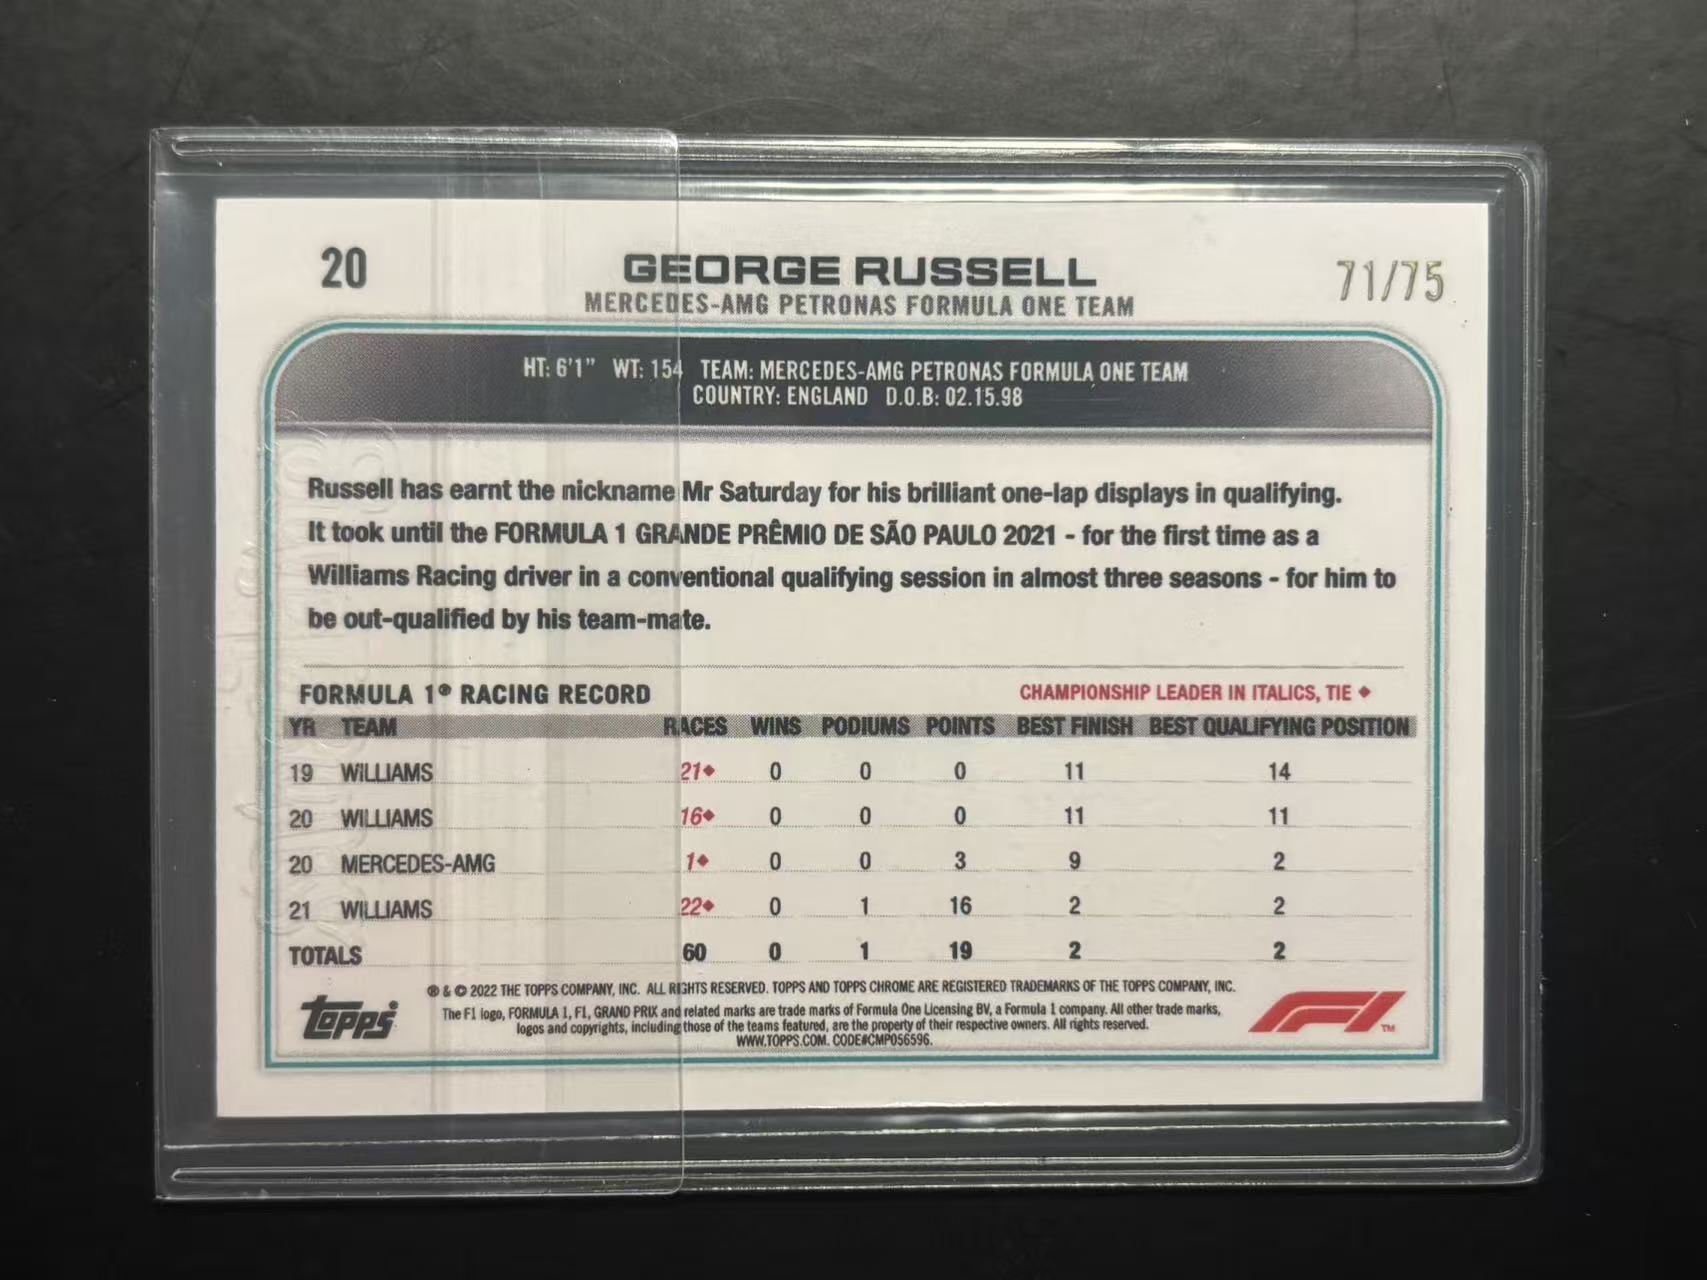 20
GEORGE RUSSELL
71/75
MERCEDES-AMG PETRONAS FORMULA ONE TEAM
HT: 6'1" WT: 154 TEAM: MERCEDES-AMG PETRONAS FORMULA ONE TEAM
COUNTRY: ENGLAND D.O.B: 02.15.98
Russell has earnt the nickname Mr Saturday for his brilliant one-lap displays in qualifying.
It took until the FORMULA 1 GRANDE PRÊMIO DE SÃO PAULO 2021 - for the first time as a
Williams Racing driver in a conventional qualifying session in almost three seasons - for him to
be out-qualified by his team-mate.
FORMULA 1® RACING RECORD CHAMPIONSHIP LEADER IN ITALICS, TIE ♦
YR TEAM RACES WINS PODIUMS POINTS BEST FINISH BEST QUALIFYING POSITION
19 WILLIAMS 21♦ 0 0 0 11 14
20 WILLIAMS 16♦ 0 0 0 11 11
20 MERCEDES-AMG 1♦ 0 0 3 9 2
21 WILLIAMS 22♦ 0 1 16 2 2
TOTALS 60 0 1 19 2 2
® & © 2022 THE TOPPS COMPANY, INC. ALL RIGHTS RESERVED. TOPPS AND TOPPS CHROME ARE REGISTERED TRADEMARKS OF THE TOPPS COMPANY, INC.
The F1 logo, FORMULA 1, F1, GRAND PRIX and related marks are trade marks of Formula One Licensing BV, a Formula 1 company. All other trade marks,
logos and copyrights, including those of the teams featured, are the property of their respective owners. All rights reserved.
WWW.TOPPS.COM. CODE#CMP056596.
topps
F1 ™